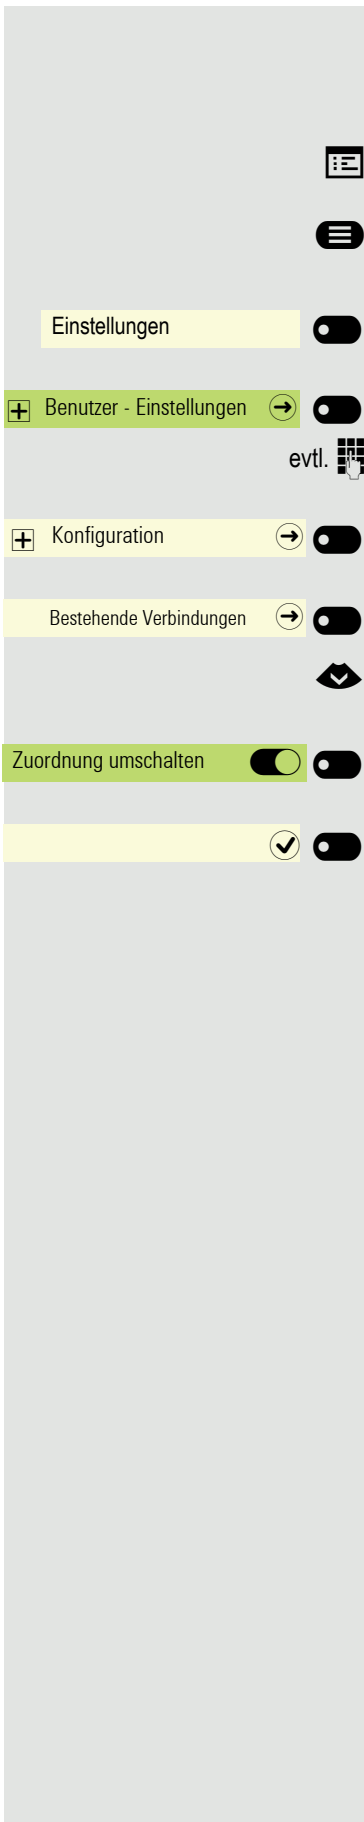 Einstellungen
Benutzer - Einstellungen
evtl.
Konfiguration
Bestehende Verbindungen
Zuordnung umschalten